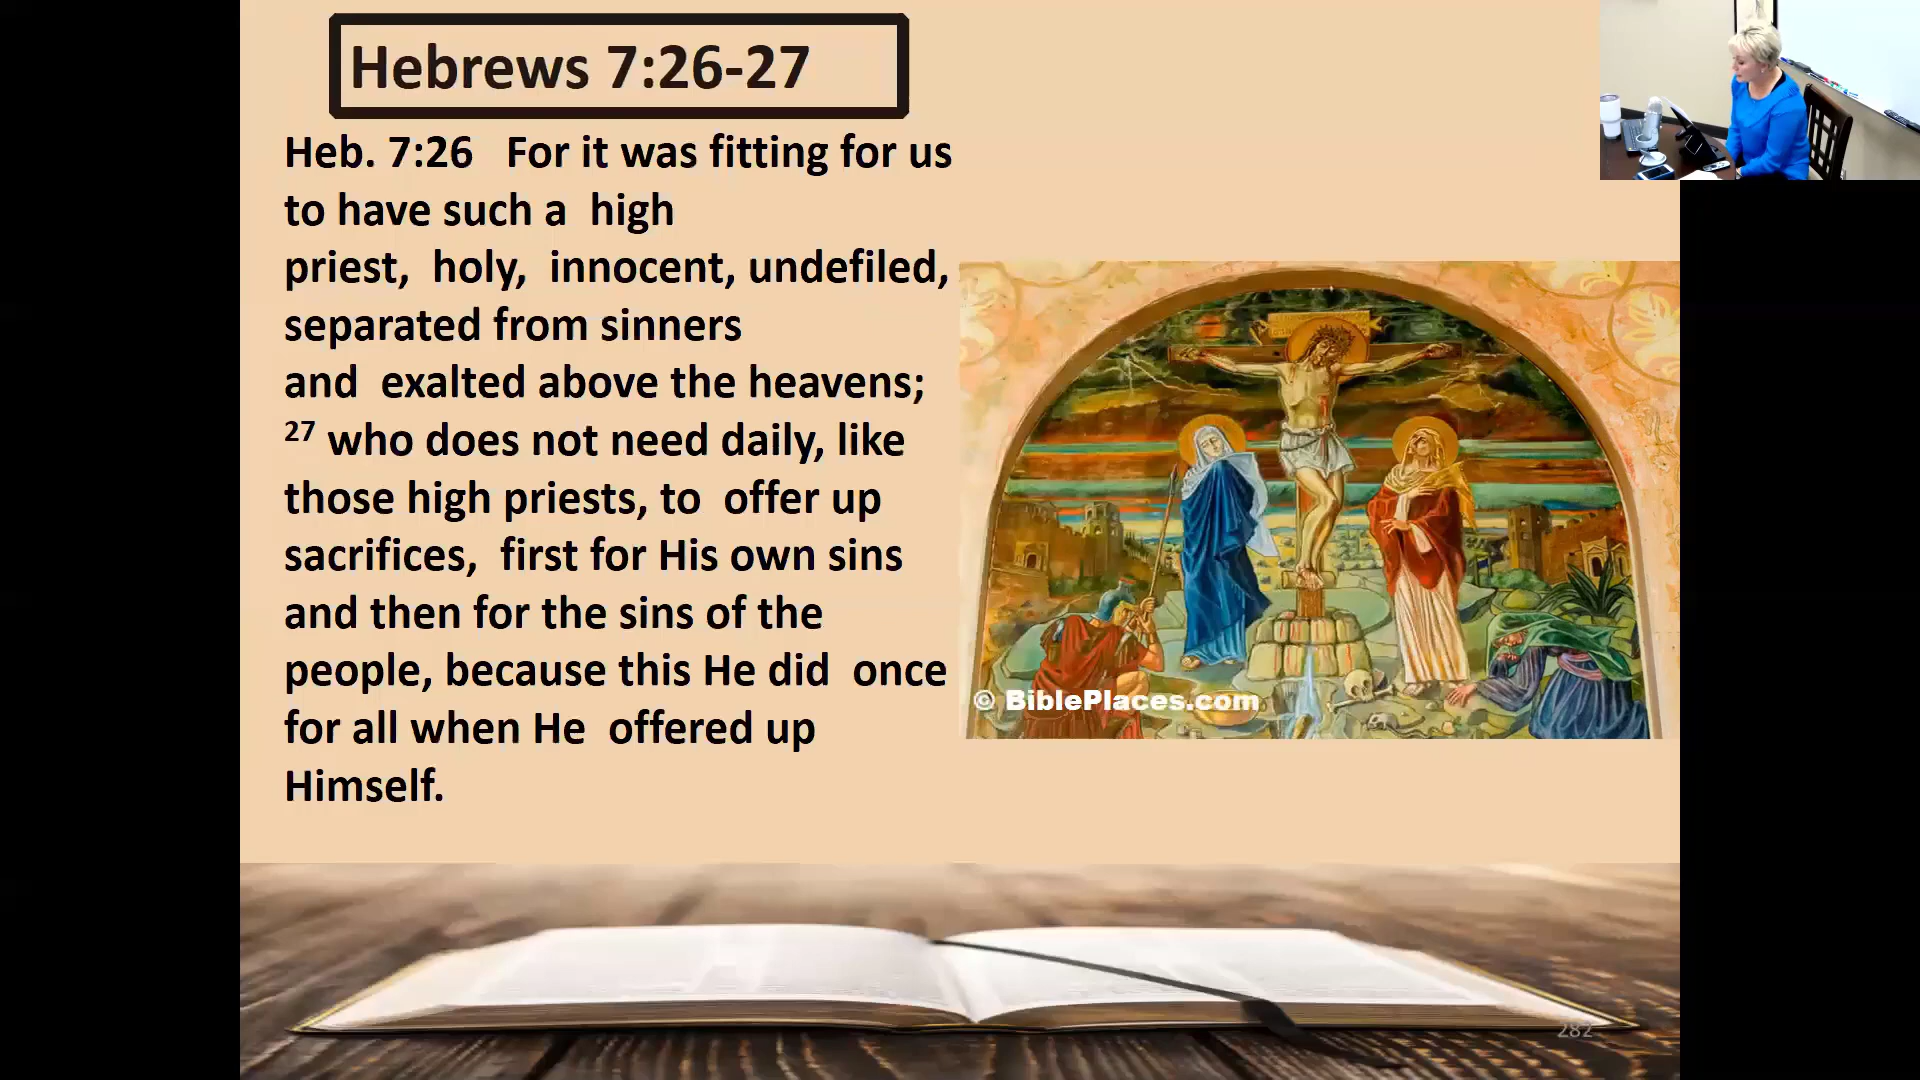 Hebrews 7:26-27
Heb. 7:26 For it was fitting for us
to have such a high
priest, holy, innocent, undefiled,
separated from sinners
and exalted above the heavens;
27 who does not need daily, like
those high priests, to offer up
sacrifices, first for His own sins
and then for the sins of the
people, because this He did once
for all when He offered up
Himself.
© BiblePlaces.com
282